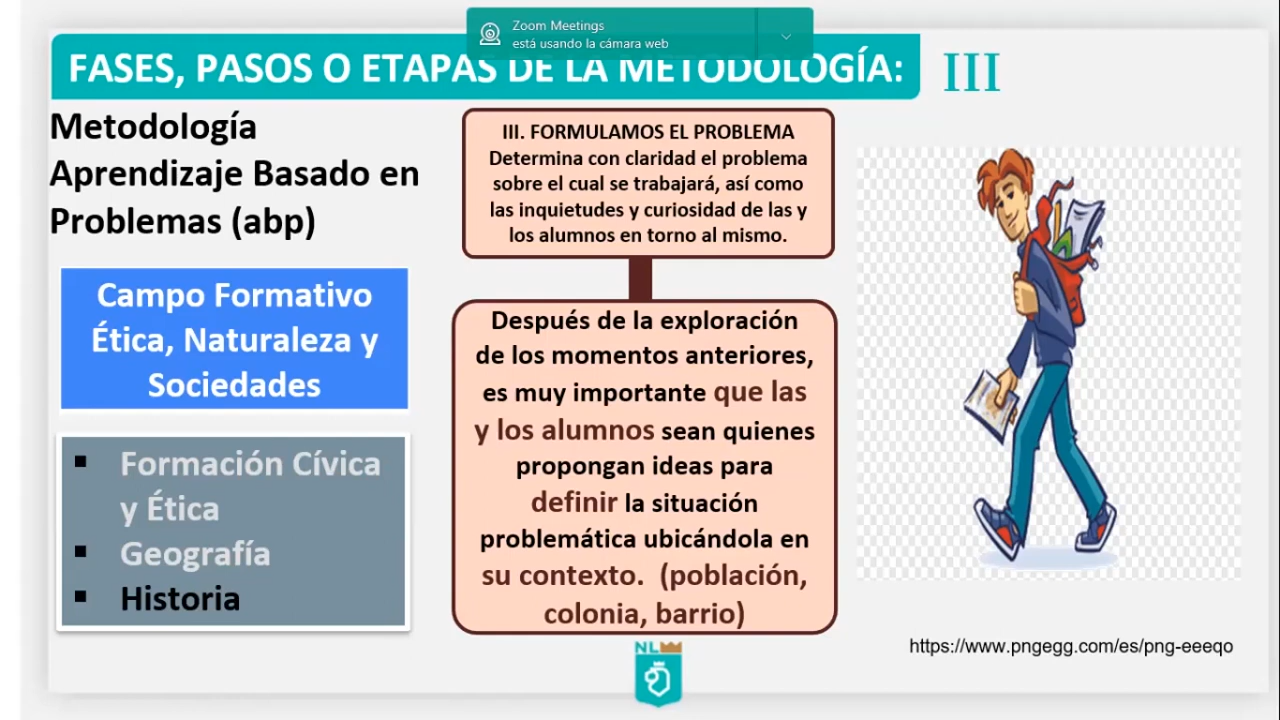 Zoom Meetings
está usando la cámara web
FASES, PASOS O ETAPAS DE LA METODOLOGÍA:
III
Metodología
Aprendizaje Basado en
Problemas (abp)
Campo Formativo
Ética, Naturaleza y
Sociedades
▪ Formación Cívica
y Ética
▪ Geografía
▪ Historia
III. FORMULAMOS EL PROBLEMA
Determina con claridad el problema
sobre el cual se trabajará, así como
las inquietudes y curiosidad de las y
los alumnos en torno al mismo.
Después de la exploración
de los momentos anteriores,
es muy importante que las
y los alumnos sean quienes
propongan ideas para
definir la situación
problemática ubicándola en
su contexto. (población,
colonia, barrio)
NL
https://www.pngegg.com/es/png-eeeqo